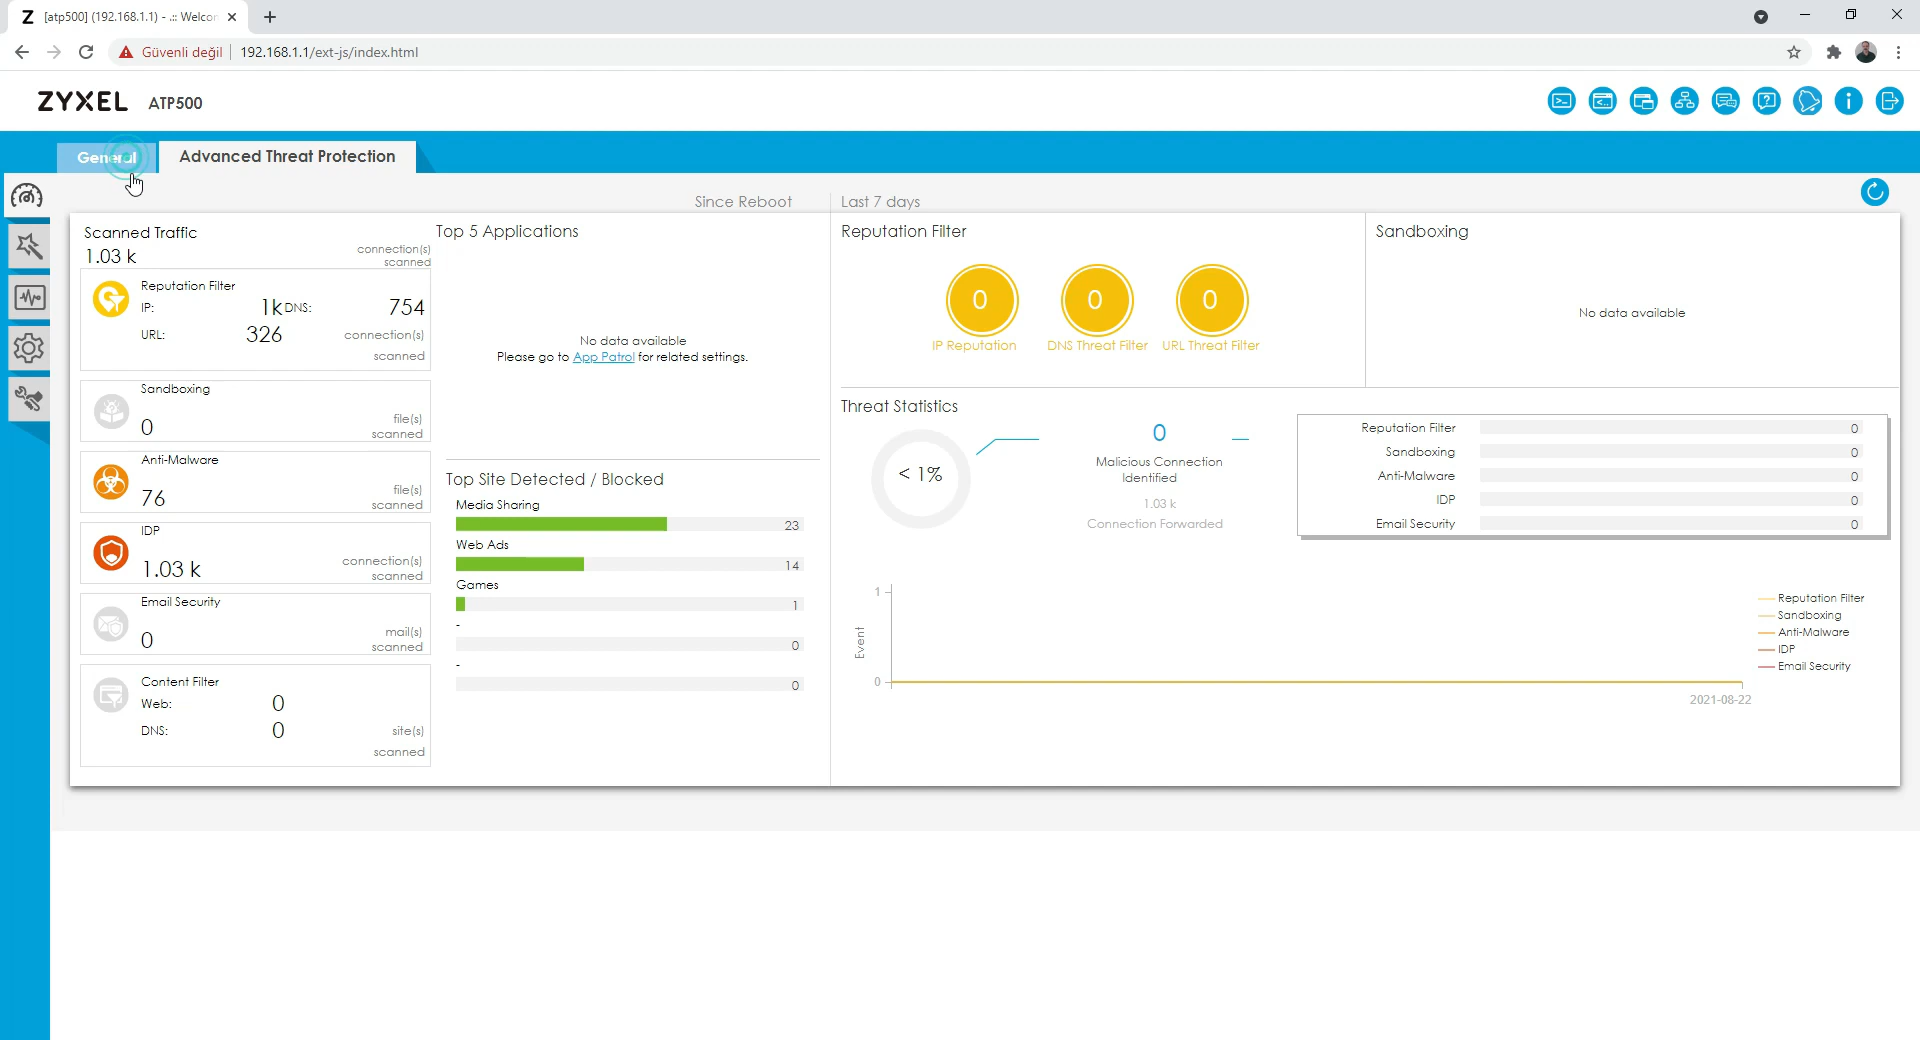 Z [atp500] (192.168.1.1) - .:: Welcor
Güvenli değil 192.168.1.1/ext-js/index.html
ZYXEL ATP500
General Advanced Threat Protection
Since Reboot Last 7 days
Scanned Traffic
1.03 k connection(s)
scanned
Reputation Filter
IP: 1k DNS: 754
URL: 326 connection(s)
scanned
Sandboxing
0 file(s)
scanned
Anti-Malware
76 file(s)
scanned
IDP
1.03 k connection(s)
scanned
Email Security
0 mail(s)
scanned
Content Filter
Web: 0
DNS: 0 site(s)
scanned
Top 5 Applications
No data available
Please go to App Patrol for related settings.
Top Site Detected / Blocked
Media Sharing
23
Web Ads
14
Games
1
-
0
-
0
Reputation Filter
0 0 0
IP Reputation DNS Threat Filter URL Threat Filter
Sandboxing
No data available
Threat Statistics
< 1%
0
Malicious Connection
Identified
1.03 k
Connection Forwarded
Reputation Filter 0
Sandboxing 0
Anti-Malware 0
IDP 0
Email Security 0
1
Event
0
2021-08-22
Reputation Filter
Sandboxing
Anti-Malware
IDP
Email Security